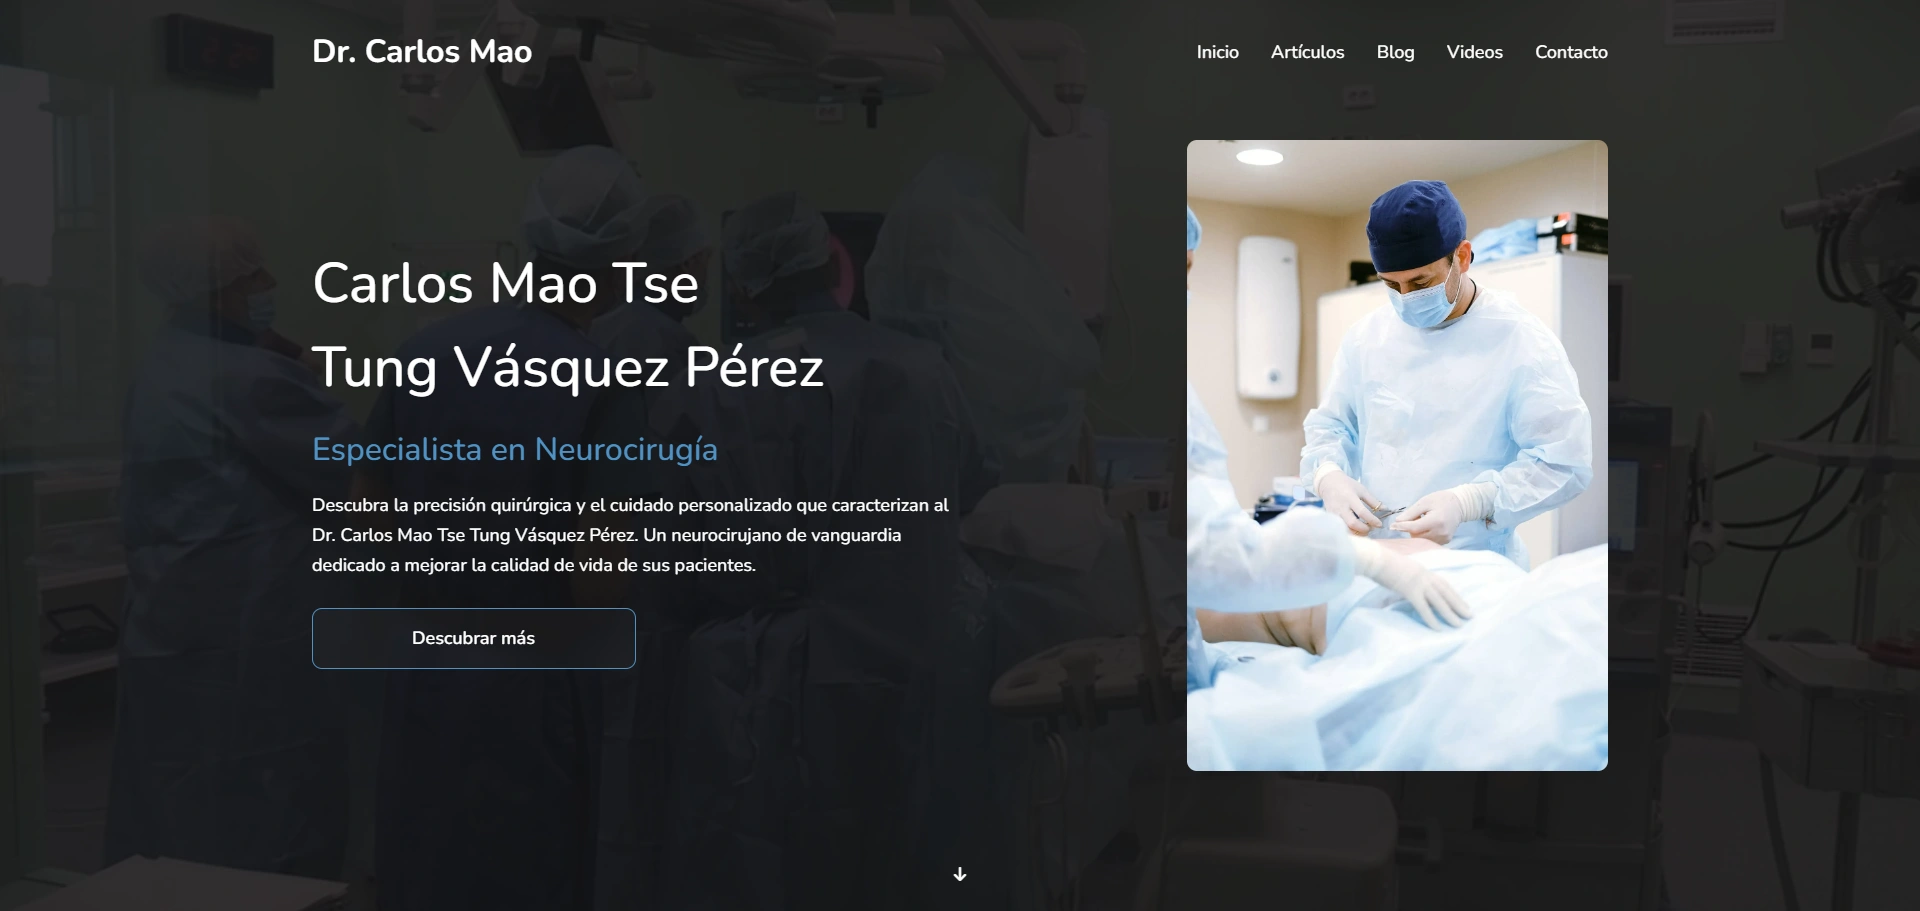 Dr. Carlos Mao
Inicio
Artículos
Blog
Videos
Contacto
Carlos Mao Tse
Tung Vásquez Pérez
Especialista en Neurocirugía
Descubra la precisión quirúrgica y el cuidado personalizado que caracterizan al
Dr. Carlos Mao Tse Tung Vásquez Pérez. Un neurocirujano de vanguardia
dedicado a mejorar la calidad de vida de sus pacientes.
Descubrar más